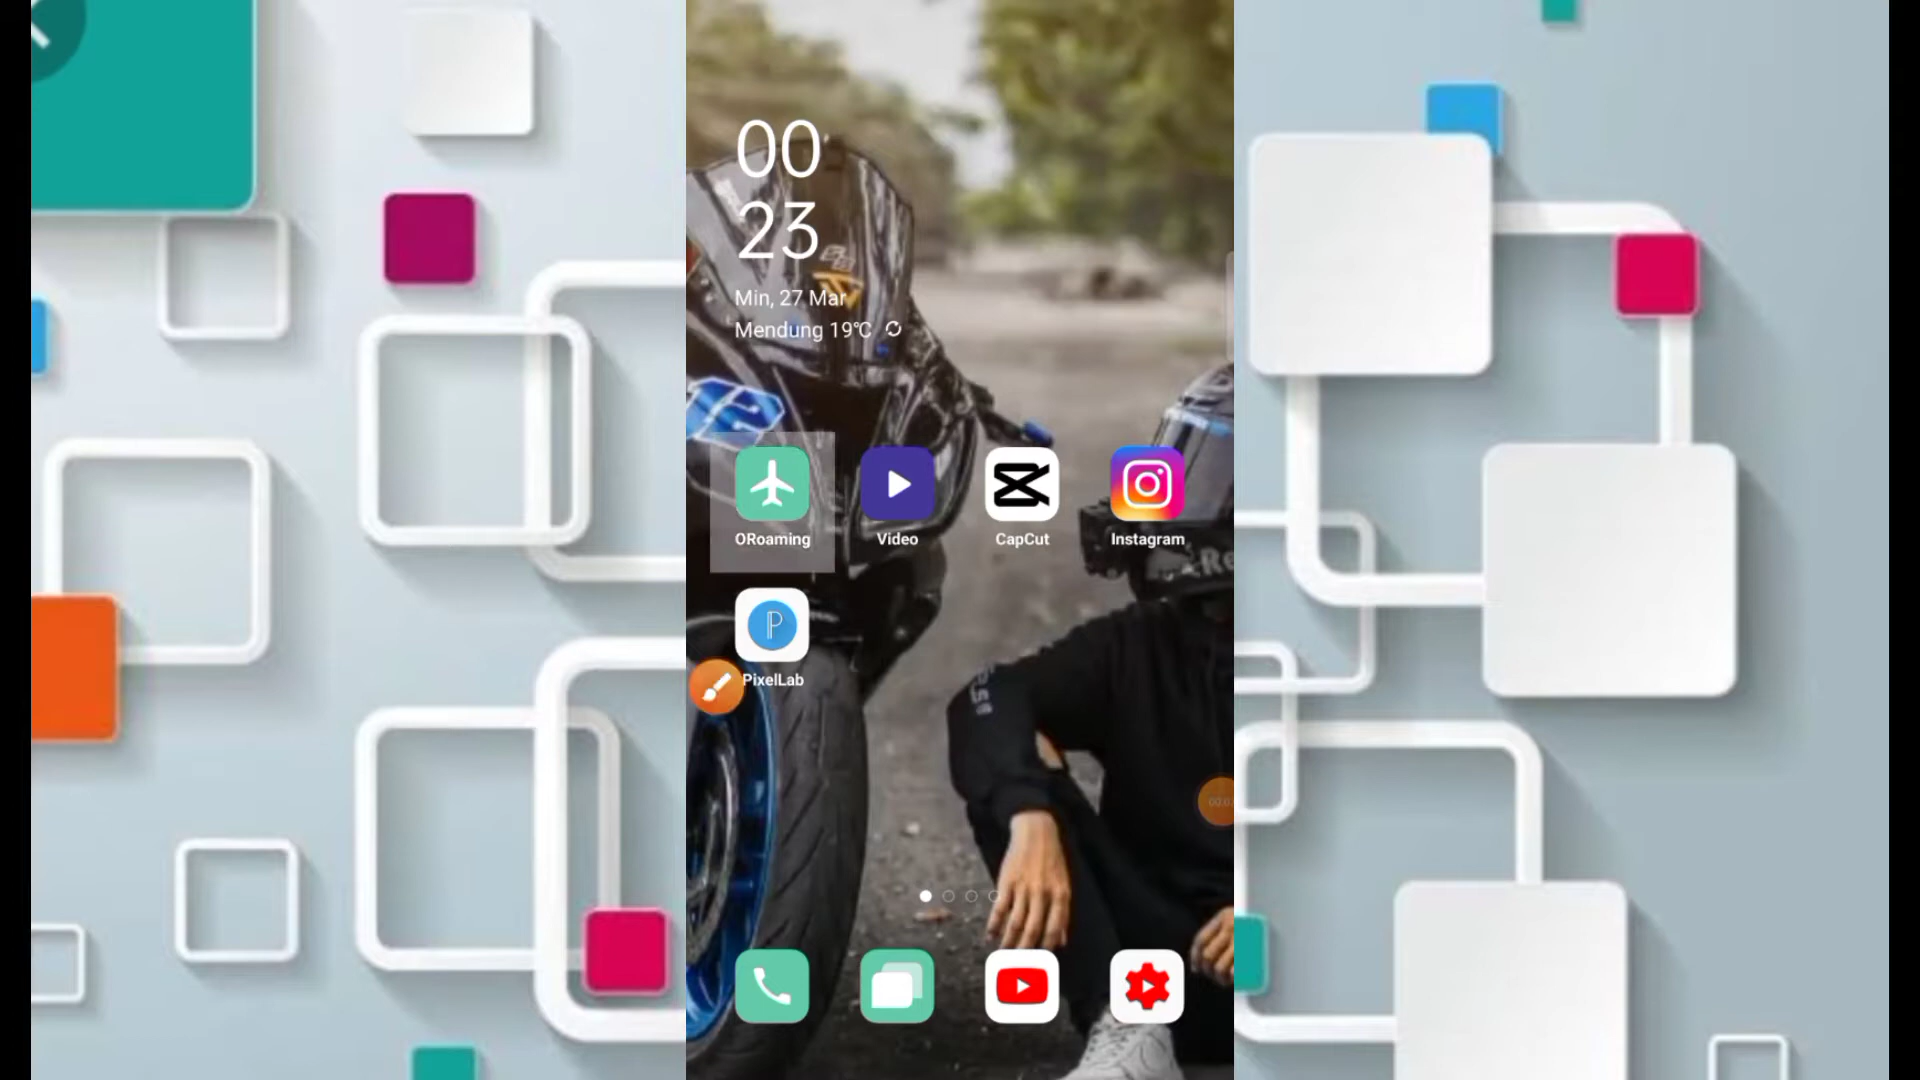 00
23
Min, 27 Mar
Mendung 19℃
ORoaming
Video
CapCut
Instagram
PixelLab